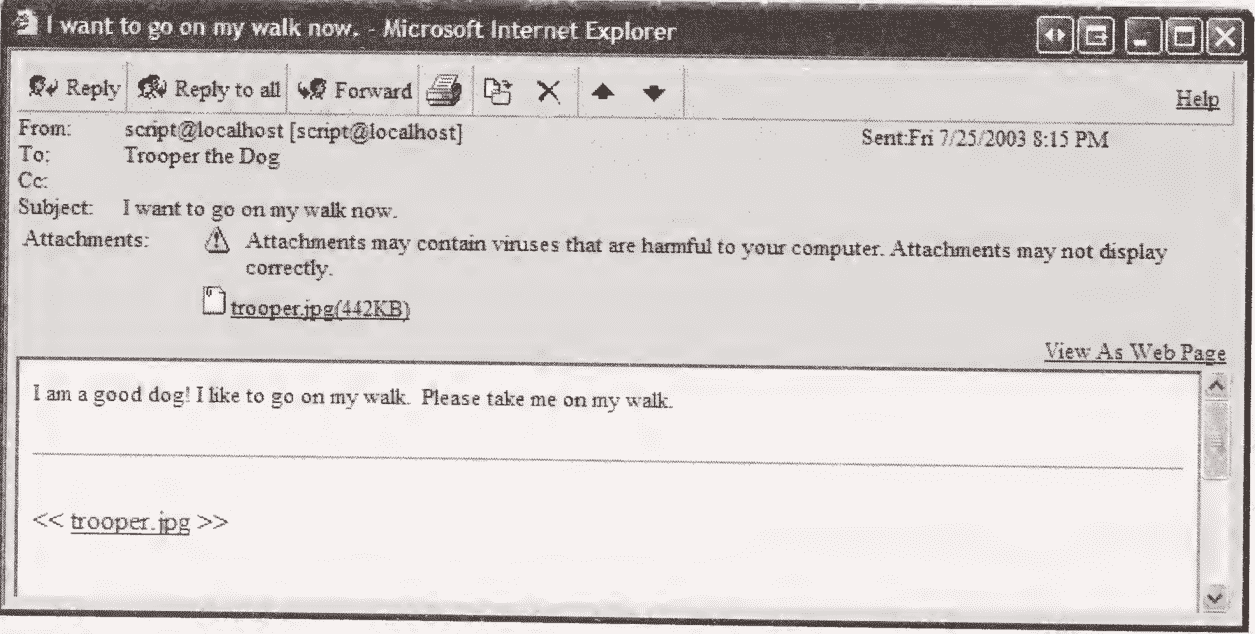 I want to go on my walk now. - Microsoft Internet Explorer
Reply Reply to all Forward Help
From: script@localhost [script@localhost] Sent:Fri 7/25/2003 8:15 PM
To: Trooper the Dog
Cc:
Subject: I want to go on my walk now.
Attachments: Attachments may contain viruses that are harmful to your computer. Attachments may not display
correctly.
trooper.jpg(442KB)
View As Web Page
I am a good dog! I like to go on my walk. Please take me on my walk.
<< trooper.jpg >>